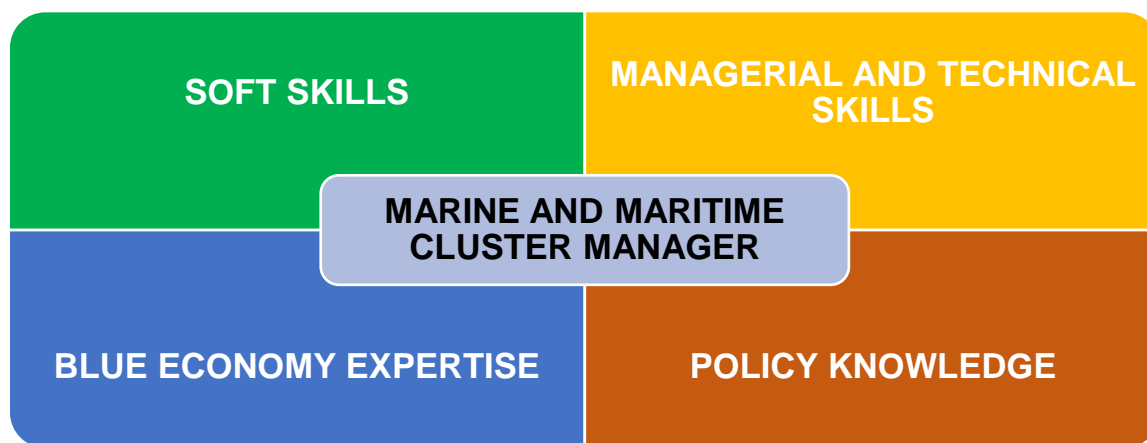 SOFT SKILLS
MANAGERIAL AND TECHNICAL
SKILLS
MARINE AND MARITIME
CLUSTER MANAGER
BLUE ECONOMY EXPERTISE
POLICY KNOWLEDGE